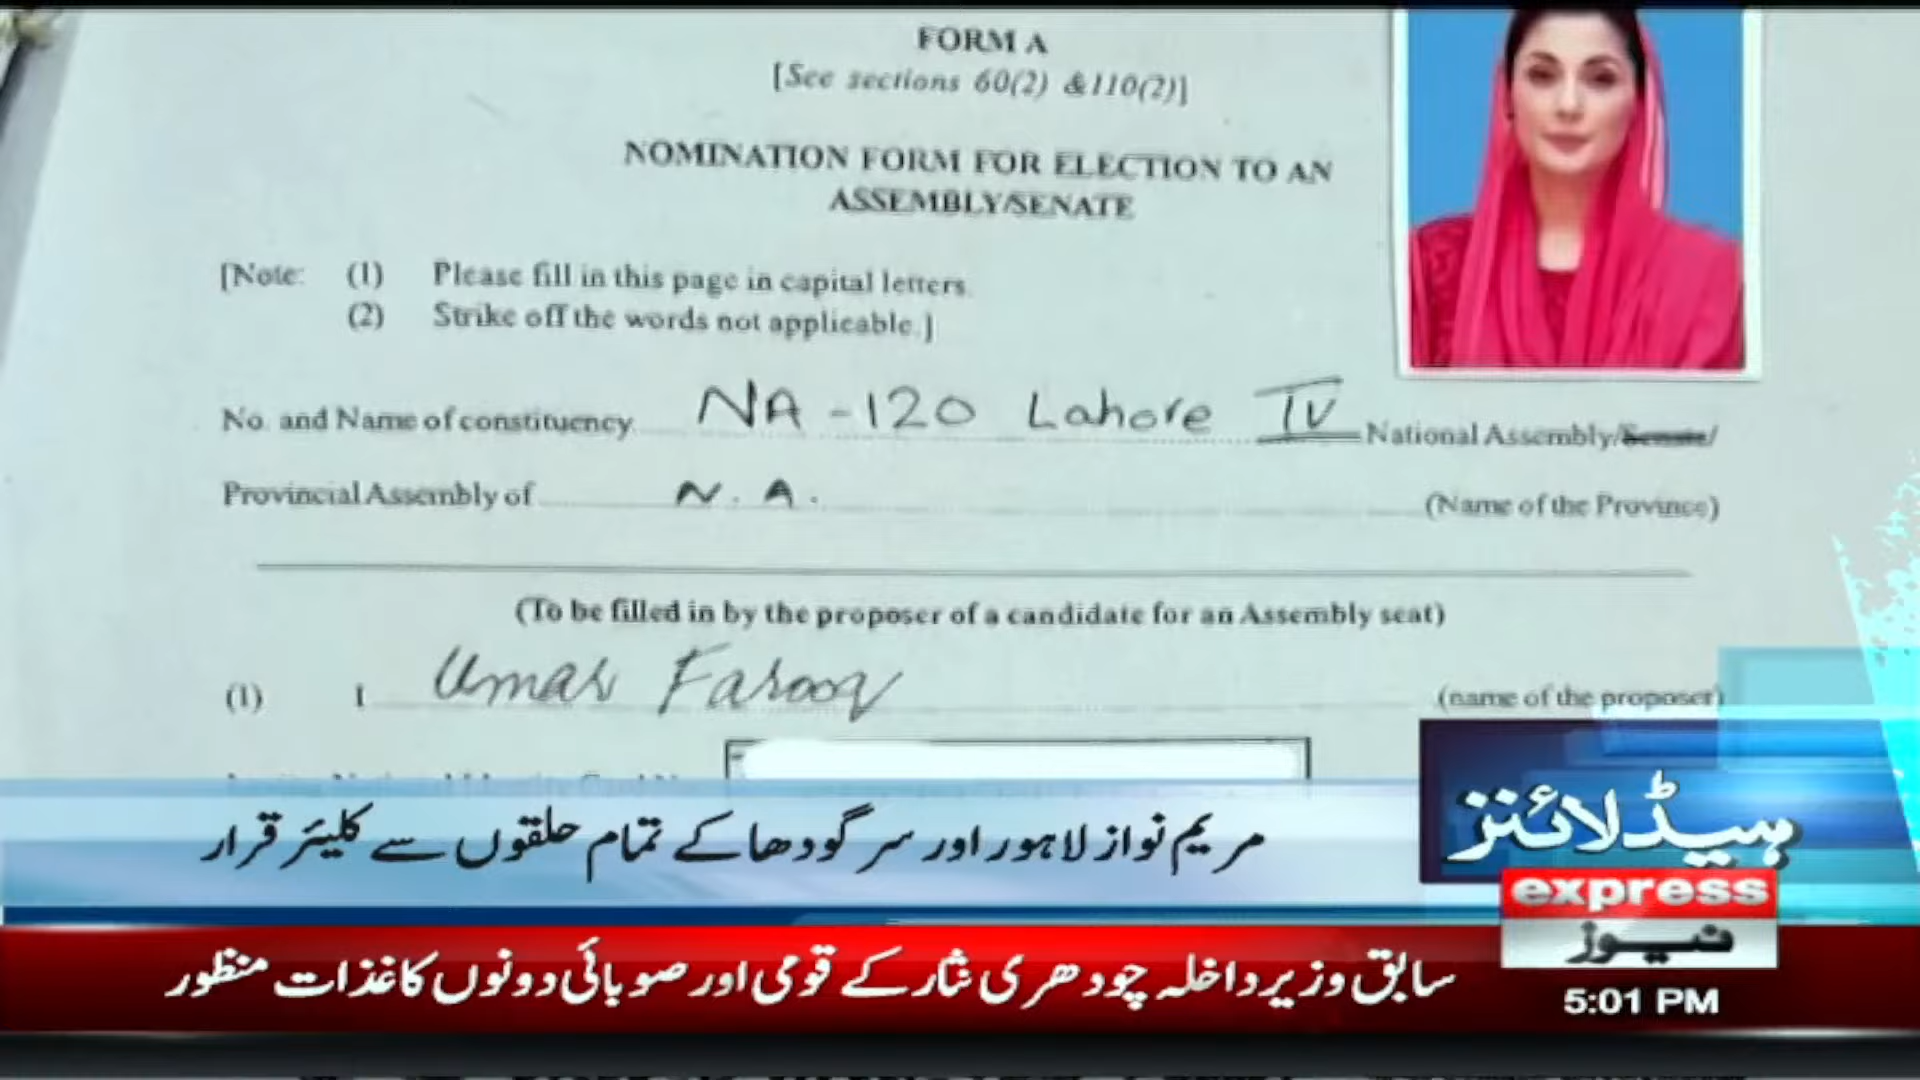 FORM A
[See sections 60(2) &110(2)]
NOMINATION FORM FOR ELECTION TO AN
ASSEMBLY/SENATE
[Note: (1) Please fill in this page in capital letters.
(2) Strike off the words not applicable.]
No. and Name of constituency NA-120 Lahore IV National Assembly/Senate/
Provincial Assembly of N.A. (Name of the Province)
(To be filled in by the proposer of a candidate for an Assembly seat)
(1) I Umar Farooq (name of the proposer)
ہیڈلائنز
مریم نواز لاہور اور سرگودھا کے تمام حلقوں سے کلیئر قرار
express
نیوز
سابق وزیر داخلہ چودھری نثار کے قومی اور صوبائی دونوں کاغذات منظور
5:01 PM